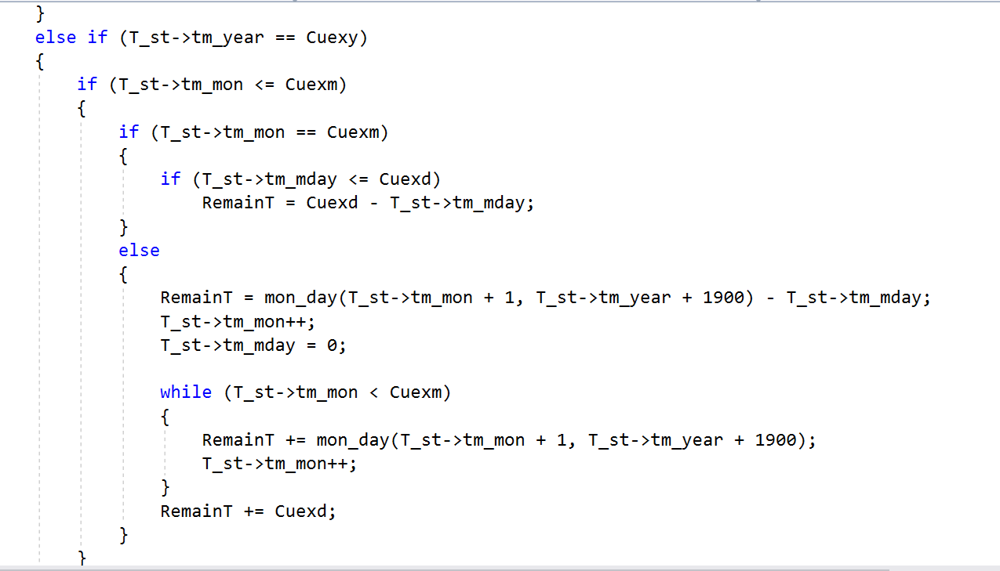 }
else if (T_st->tm_year == Cuexy)
{
if (T_st->tm_mon <= Cuexm)
{
if (T_st->tm_mon == Cuexm)
{
if (T_st->tm_mday <= Cuexd)
RemainT = Cuexd - T_st->tm_mday;
}
else
{
RemainT = mon_day(T_st->tm_mon + 1, T_st->tm_year + 1900) - T_st->tm_mday;
T_st->tm_mon++;
T_st->tm_mday = 0;
while (T_st->tm_mon < Cuexm)
{
RemainT += mon_day(T_st->tm_mon + 1, T_st->tm_year + 1900);
T_st->tm_mon++;
}
RemainT += Cuexd;
}
}